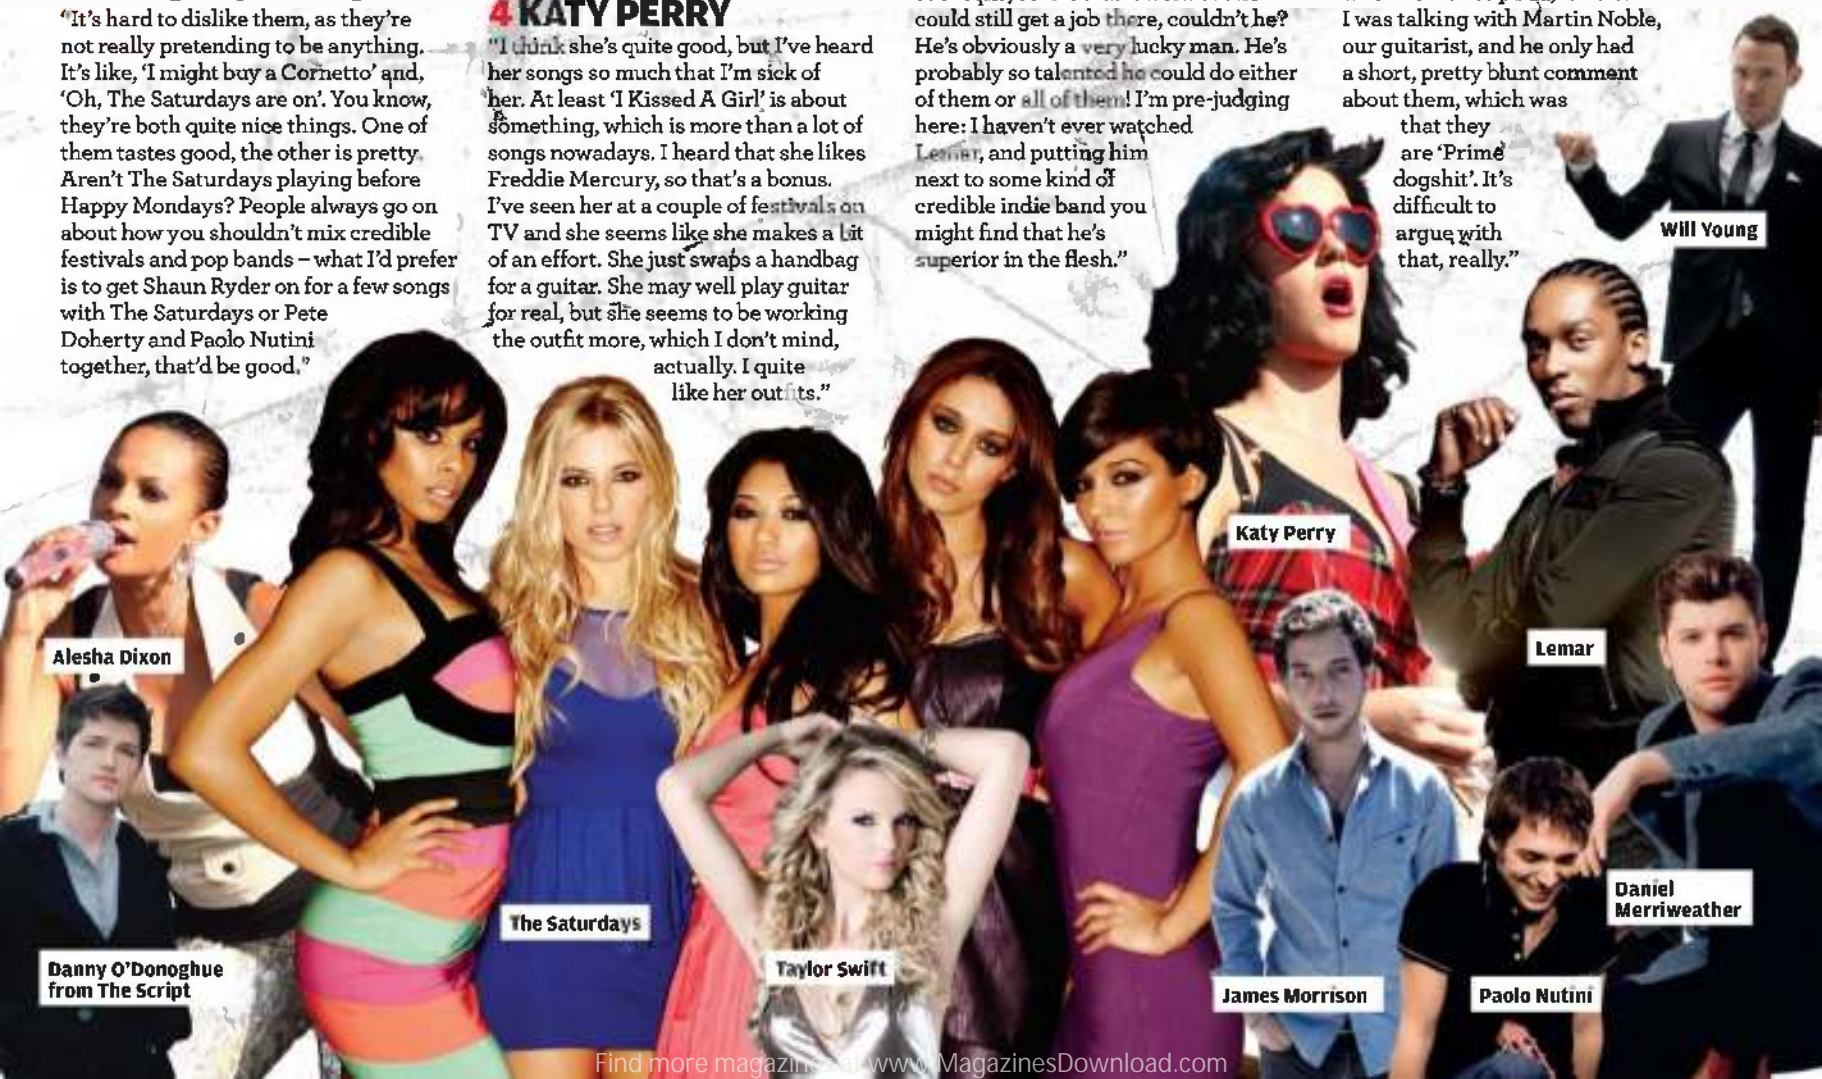 "It's hard to dislike them, as they're
not really pretending to be anything.
It's like, 'I might buy a Cornetto' and,
'Oh, The Saturdays are on'. You know,
they're both quite nice things. One of
them tastes good, the other is pretty.
Aren't The Saturdays playing before
Happy Mondays? People always go on
about how you shouldn't mix credible
festivals and pop bands – what I'd prefer
is to get Shaun Ryder on for a few songs
with The Saturdays or Pete
Doherty and Paolo Nutini
together, that'd be good."
4 KATY PERRY
"I think she's quite good, but I've heard
her songs so much that I'm sick of
her. At least 'I Kissed A Girl' is about
something, which is more than a lot of
songs nowadays. I heard that she likes
Freddie Mercury, so that's a bonus.
I've seen her at a couple of festivals on
TV and she seems like she makes a bit
of an effort. She just swaps a handbag
for a guitar. She may well play guitar
for real, but she seems to be working
the outfit more, which I don't mind,
actually. I quite
like her outfits."
could still get a job there, couldn't he?
He's obviously a very lucky man. He's
probably so talented he could do either
of them or all of them! I'm pre-judging
here: I haven't ever watched
Lemar, and putting him
next to some kind of
credible indie band you
might find that he's
superior in the flesh."
I was talking with Martin Noble,
our guitarist, and he only had
a short, pretty blunt comment
about them, which was
that they
are 'Prime
dogshit'. It's
difficult to
argue with
that, really."
Will Young
Katy Perry
Lemar
Alesha Dixon
Daniel
Merriweather
The Saturdays
Danny O'Donoghue
from The Script
Taylor Swift
James Morrison
Paolo Nutini
Find more magazines at www.MagazinesDownload.com